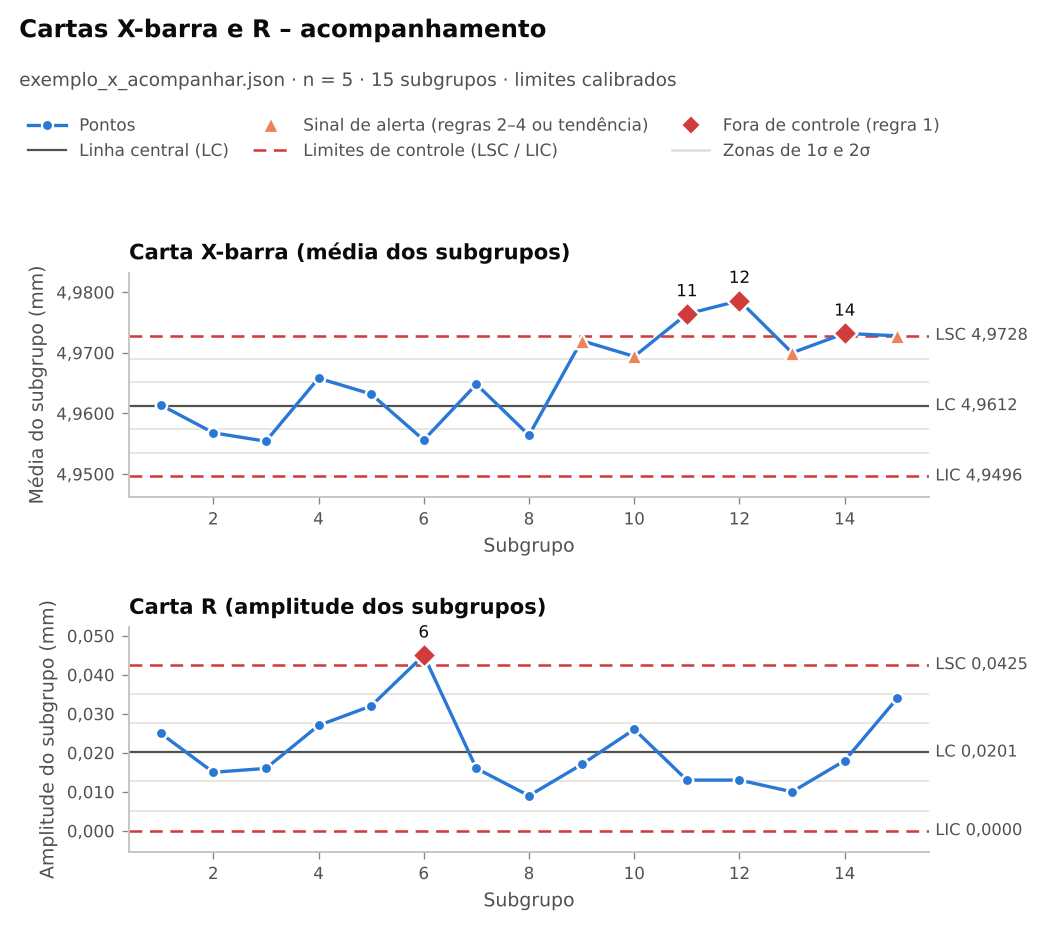 Cartas X-barra e R – acompanhamento
exemplo_x_acompanhar.json · n = 5 · 15 subgrupos · limites calibrados
Pontos
Sinal de alerta (regras 2–4 ou tendência)
Fora de controle (regra 1)
Linha central (LC)
Limites de controle (LSC / LIC)
Zonas de 1σ e 2σ
Carta X-barra (média dos subgrupos)
Média do subgrupo (mm)
4,9800
4,9700
4,9600
4,9500
11
12
14
LSC 4,9728
LC 4,9612
LIC 4,9496
2 4 6 8 10 12 14
Subgrupo
Carta R (amplitude dos subgrupos)
Amplitude do subgrupo (mm)
0,050
0,040
0,030
0,020
0,010
0,000
6
LSC 0,0425
LC 0,0201
LIC 0,0000
2 4 6 8 10 12 14
Subgrupo